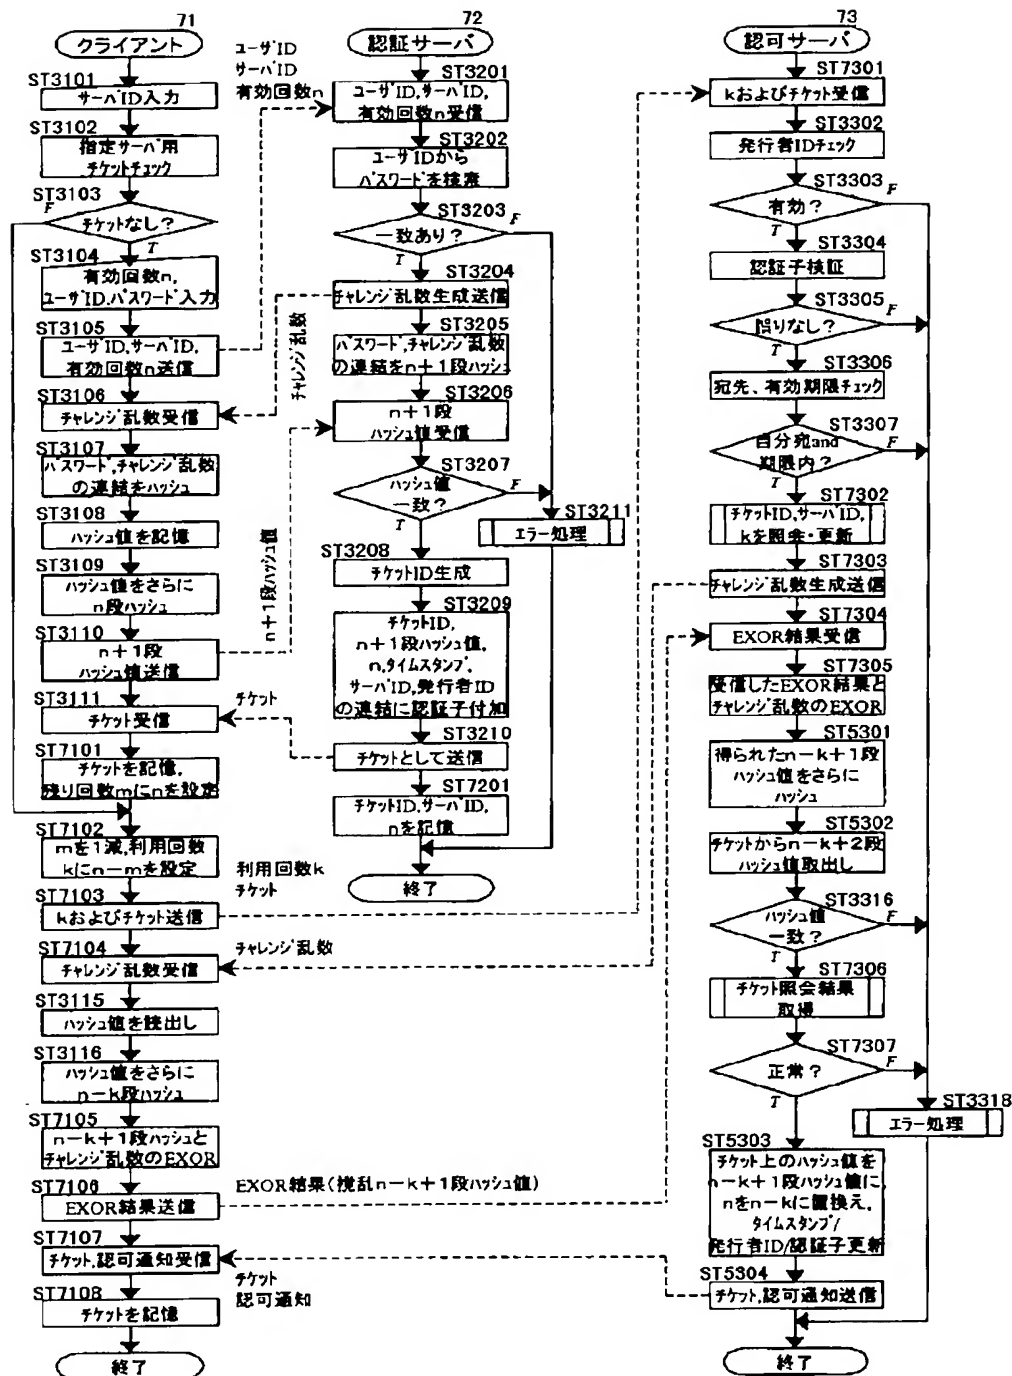 71
クライアント
ST3101
サーバID入力
ST3102
指定サーバ用
チケットチェック
ST3103
F
チケットなし?
T
ST3104
有効回数n,
ユーザID,パスワード入力
ST3105
ユーザID,サーバID,
有効回数n送信
ST3106
チャレンジ乱数受信
ST3107
パスワード,チャレンジ乱数
の連結をハッシュ
ST3108
ハッシュ値を記憶
ST3109
ハッシュ値をさらに
n段ハッシュ
ST3110
n+1段
ハッシュ値送信
ST3111
チケット受信
ST7101
チケットを記憶,
残り回数mにnを設定
ST7102
mを1減,利用回数
kにn-mを設定
ST7103
kおよびチケット送信
ST7104
チャレンジ乱数受信
ST3115
ハッシュ値を読出し
ST3116
ハッシュ値をさらに
n-k段ハッシュ
ST7105
n-k+1段ハッシュと
チャレンジ乱数のEXOR
ST7106
EXOR結果送信
ST7107
チケット,認可通知受信
ST7108
チケットを記憶
終了
ユーザID
サーバID
有効回数n
チャレンジ乱数
n+1段ハッシュ値
チケット
利用回数k
チケット
チャレンジ乱数
EXOR結果(撹乱n-k+1段ハッシュ値)
チケット
認可通知
72
認証サーバ
ST3201
ユーザID,サーバID,
有効回数n受信
ST3202
ユーザIDから
パスワードを検索
ST3203
F
一致あり?
T
ST3204
チャレンジ乱数生成送信
ST3205
パスワード,チャレンジ乱数
の連結をn+1段ハッシュ
ST3206
n+1段
ハッシュ値受信
ST3207
ハッシュ値
一致?
F
T
ST3211
エラー処理
ST3208
チケットID生成
ST3209
チケットID,
n+1段ハッシュ値,
n,タイムスタンプ,
サーバID,発行者ID
の連結に認証子付加
ST3210
チケットとして送信
ST7201
チケットID,サーバID,
nを記憶
終了
73
認可サーバ
ST7301
kおよびチケット受信
ST3302
発行者IDチェック
ST3303
F
有効?
T
ST3304
認証子検証
ST3305
F
誤りなし?
T
ST3306
宛先、有効期限チェック
ST3307
自分宛and
期限内?
F
T
ST7302
チケットID,サーバID,
kを照会・更新
ST7303
チャレンジ乱数生成送信
ST7304
EXOR結果受信
ST7305
受信したEXOR結果と
チャレンジ乱数のEXOR
ST5301
得られたn-k+1段
ハッシュ値をさらに
ハッシュ
ST5302
チケットからn-k+2段
ハッシュ値取出し
ST3316
ハッシュ値
一致?
F
T
ST7306
チケット照会結果
取得
ST7307
F
正常?
T
ST3318
エラー処理
ST5303
チケット上のハッシュ値を
n-k+1段ハッシュ値に,
nをn-kに置換え,
タイムスタンプ/
発行者ID/認証子更新
ST5304
チケット,認可通知送信
終了